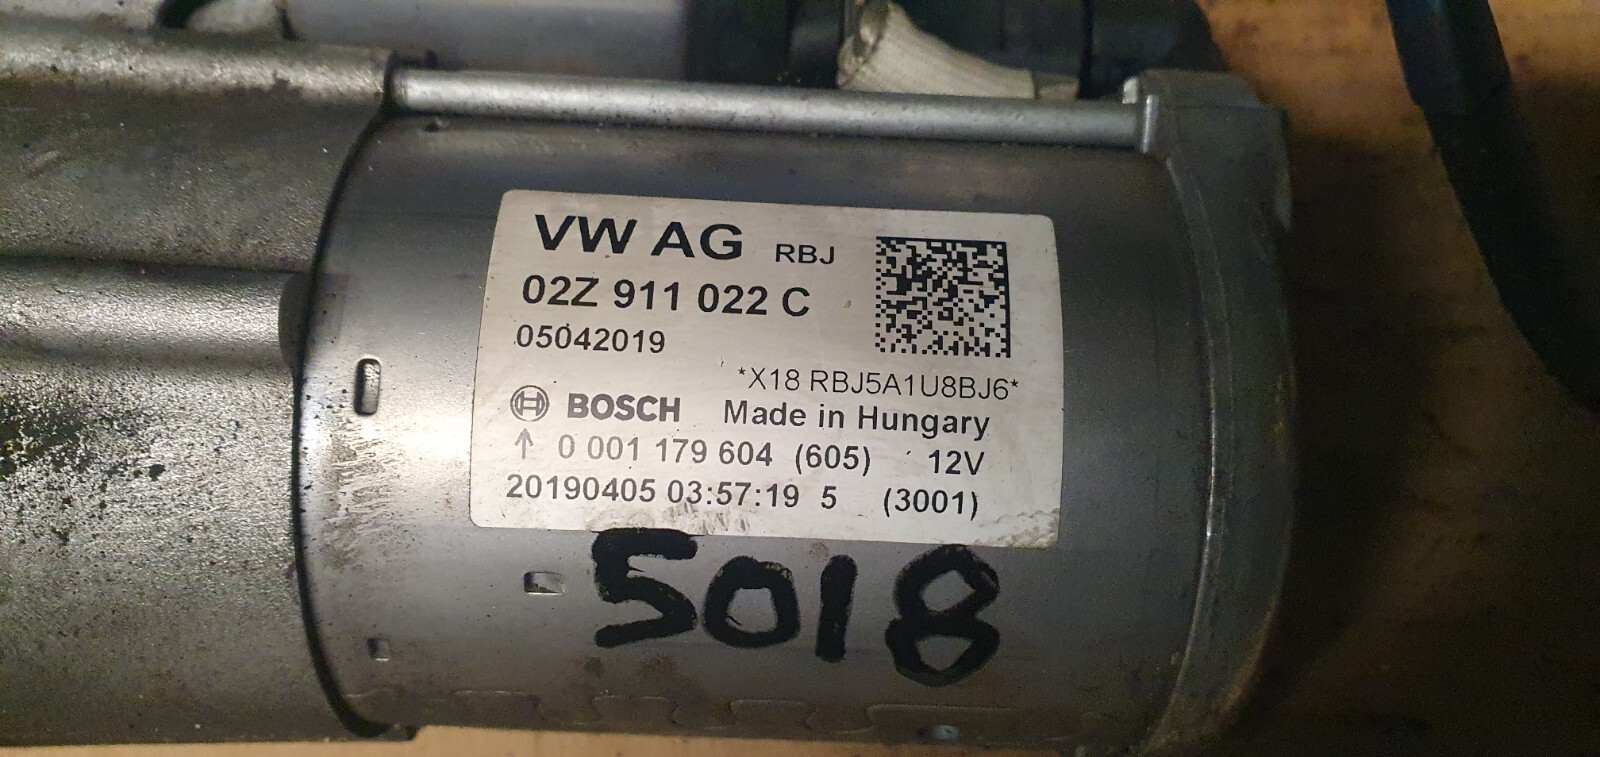 VW AG RBJ
02Z 911 022 C
05042019
*X18 RBJ5A1U8BJ6*
BOSCH Made in Hungary
↑ 0 001 179 604 (605) 12V
20190405 03:57:19 5 (3001)
5018